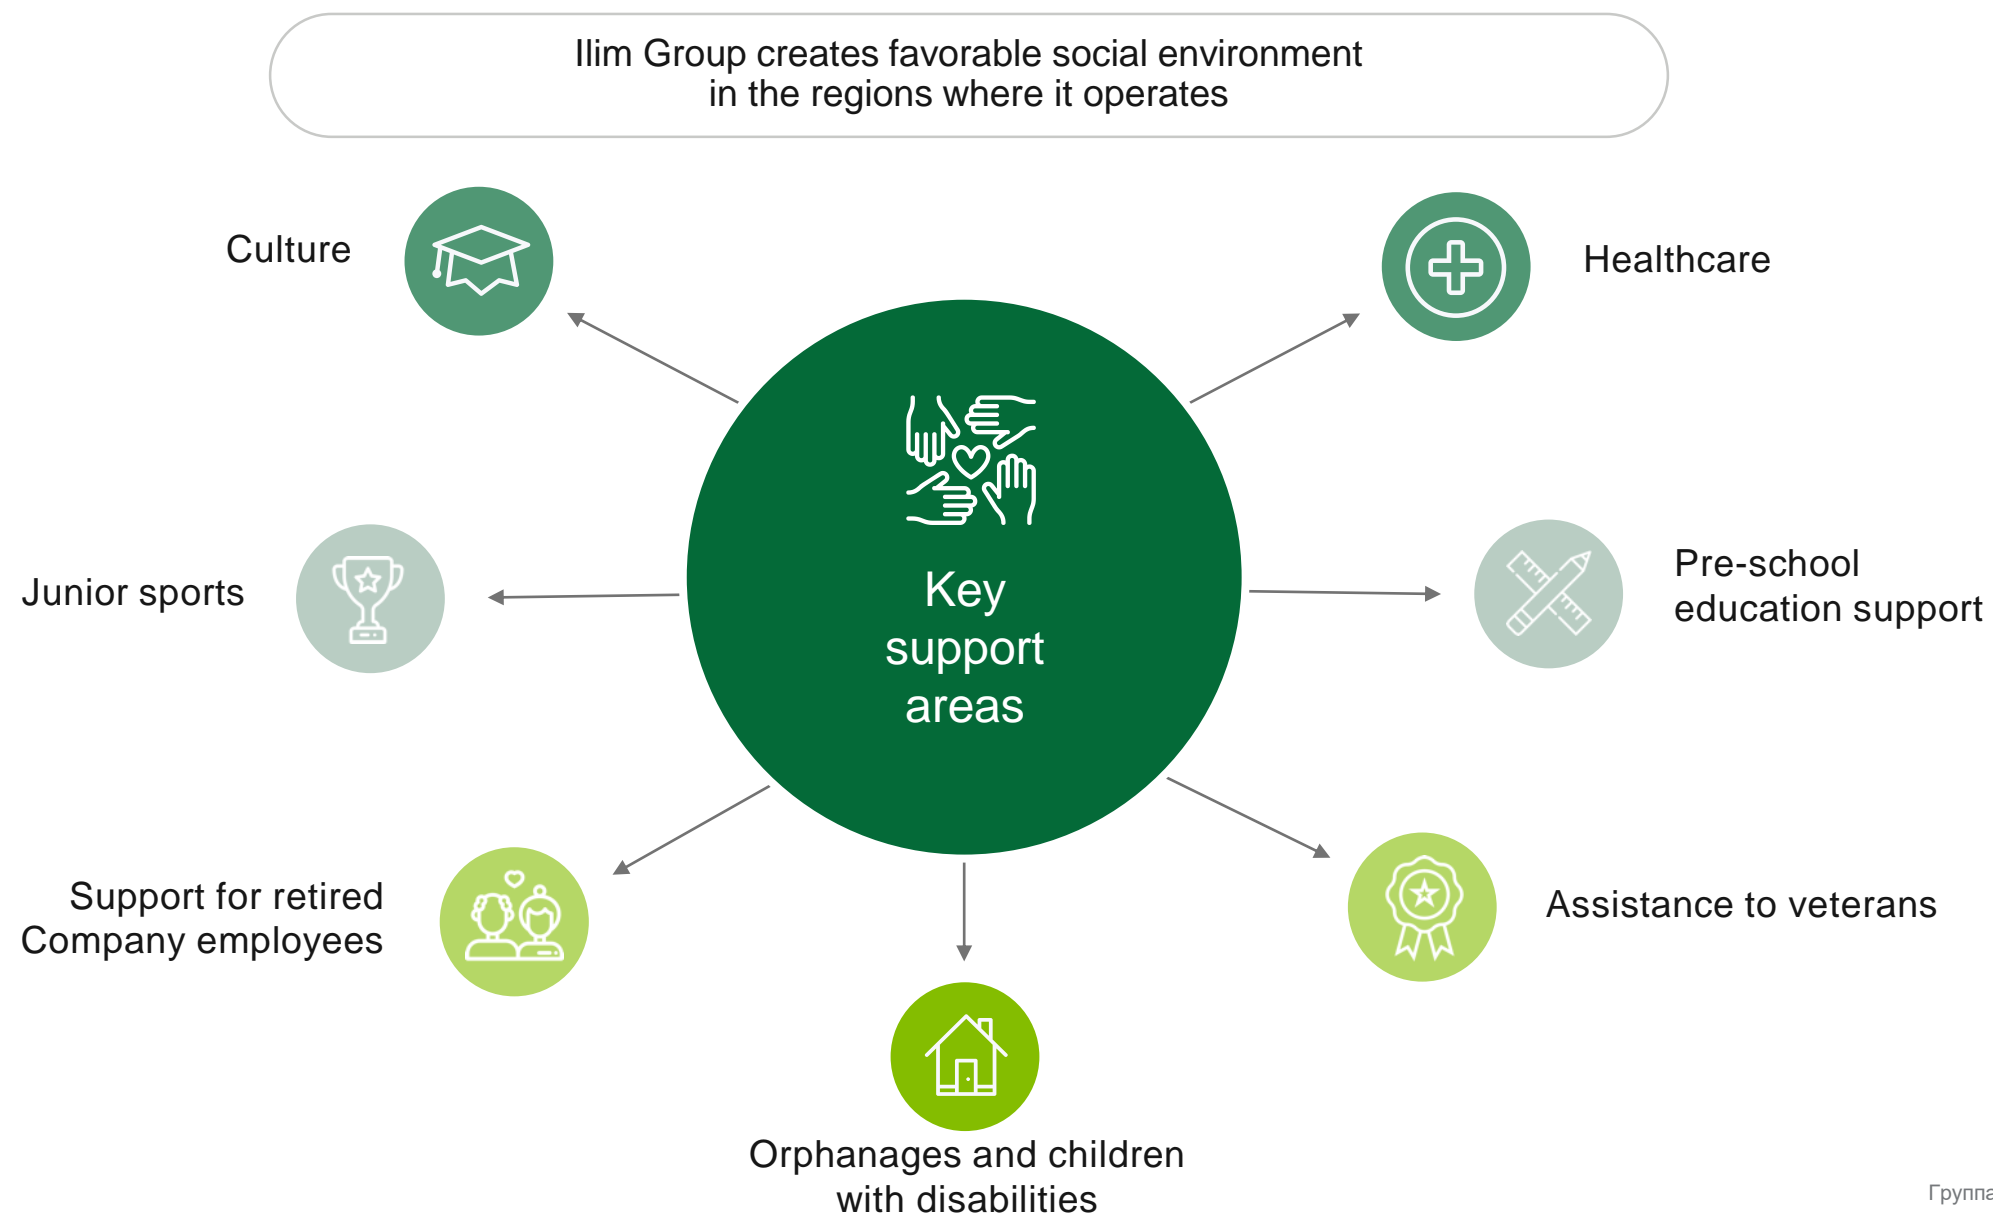 Ilim Group creates favorable social environment
in the regions where it operates
Culture
Healthcare
Key
support
areas
Junior sports
Pre-school
education support
Support for retired
Company employees
Assistance to veterans
Orphanages and children
with disabilities
Группа